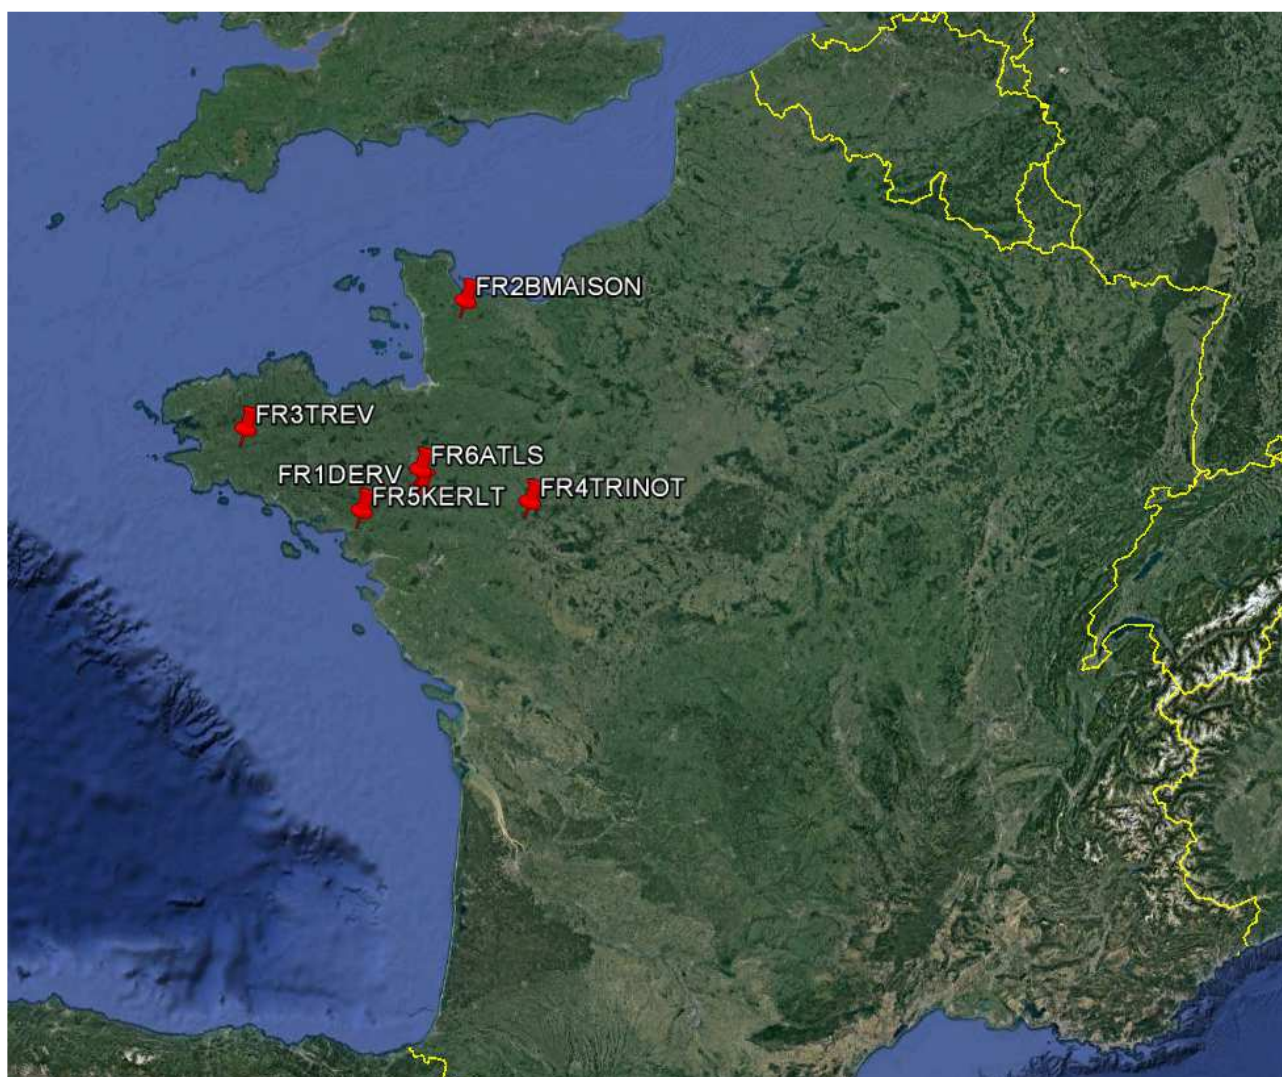 FR2BMAISON
FR3TREV
FR6ATLS
FR1DERV
FR5KERLT
FR4TRINOT